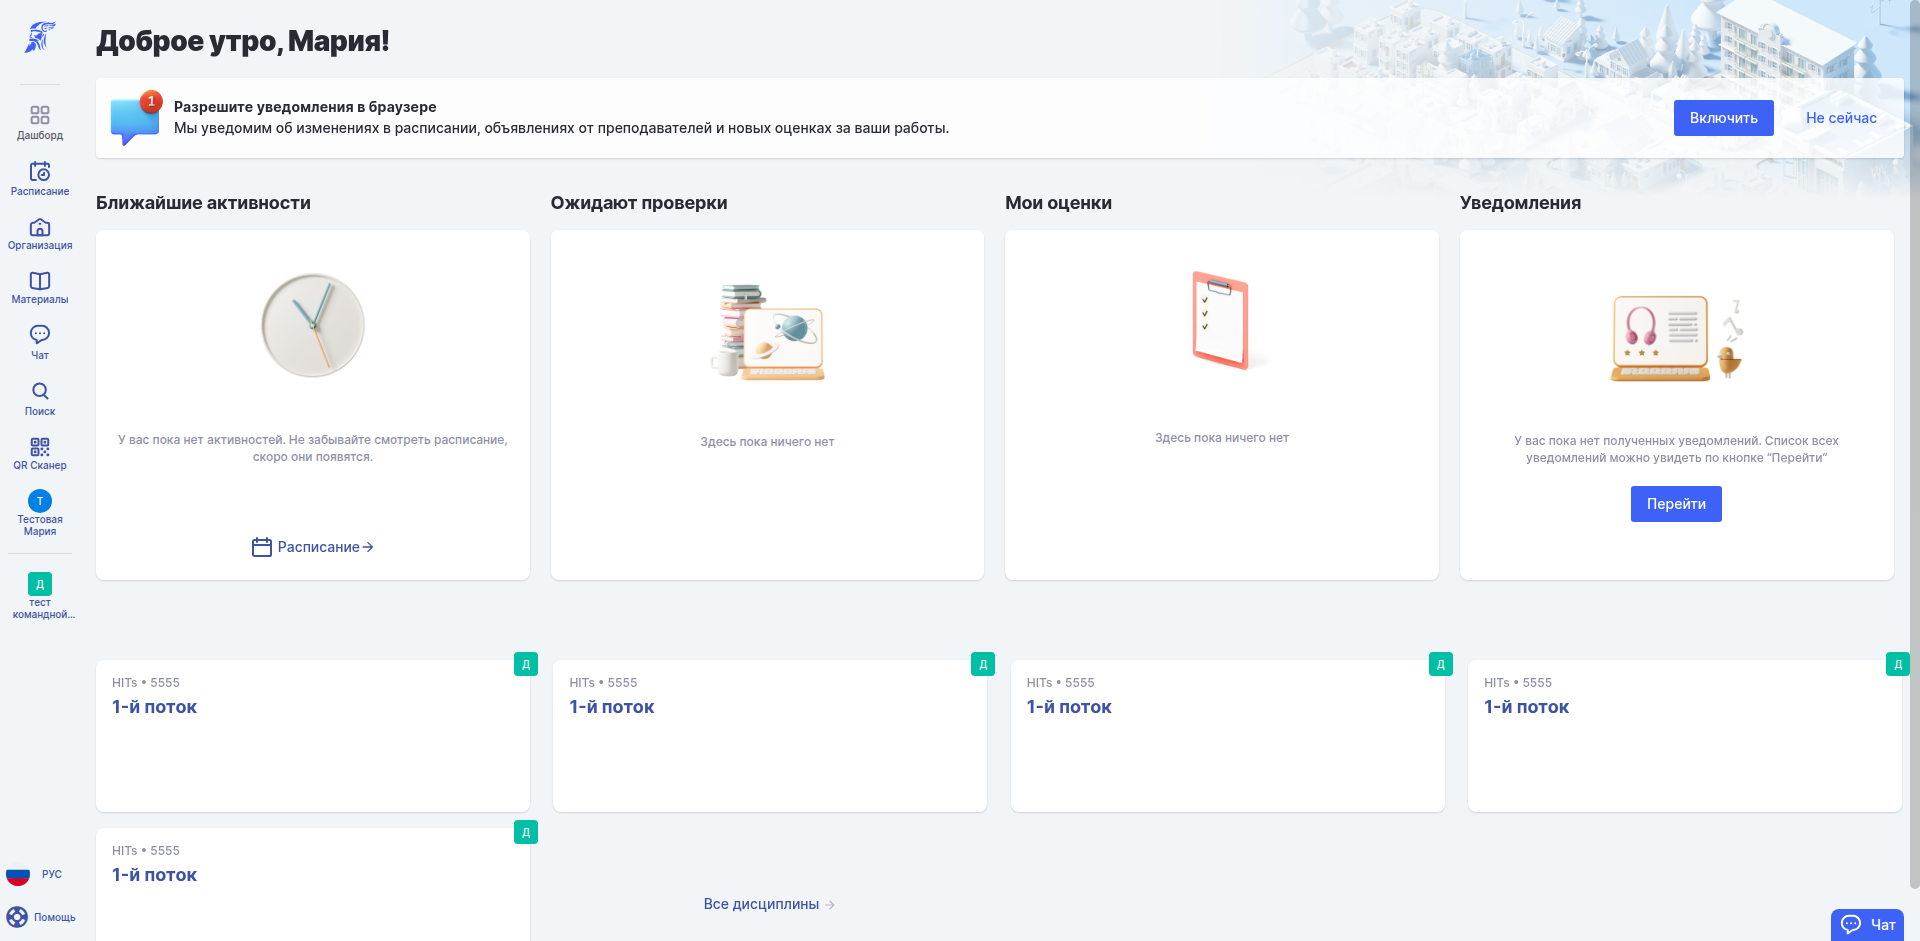 Доброе утро, Мария!
1
Разрешите уведомления в браузере
Мы уведомим об изменениях в расписании, объявлениях от преподавателей и новых оценках за ваши работы.
Включить
Не сейчас
Дашборд
Расписание
Организация
Материалы
Чат
Поиск
QR Сканер
Т
Тестовая
Мария
Д
тест
командной...
РУС
Помощь
Ближайшие активности
У вас пока нет активностей. Не забывайте смотреть расписание,
скоро они появятся.
Расписание
Ожидают проверки
Здесь пока ничего нет
Мои оценки
Здесь пока ничего нет
Уведомления
У вас пока нет полученных уведомлений. Список всех
уведомлений можно увидеть по кнопке “Перейти”
Перейти
Д
HITs • 5555
1-й поток
Д
HITs • 5555
1-й поток
Д
HITs • 5555
1-й поток
Д
HITs • 5555
1-й поток
Д
HITs • 5555
1-й поток
Все дисциплины
Чат